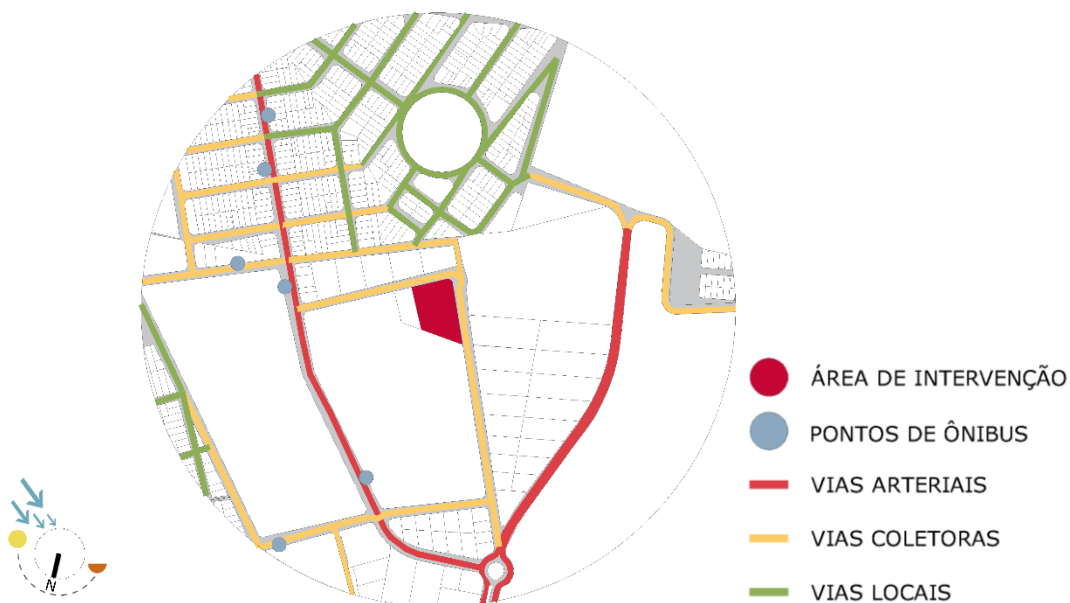 ÁREA DE INTERVENÇÃO
PONTOS DE ÔNIBUS
VIAS ARTERIAIS
VIAS COLETORAS
VIAS LOCAIS
N